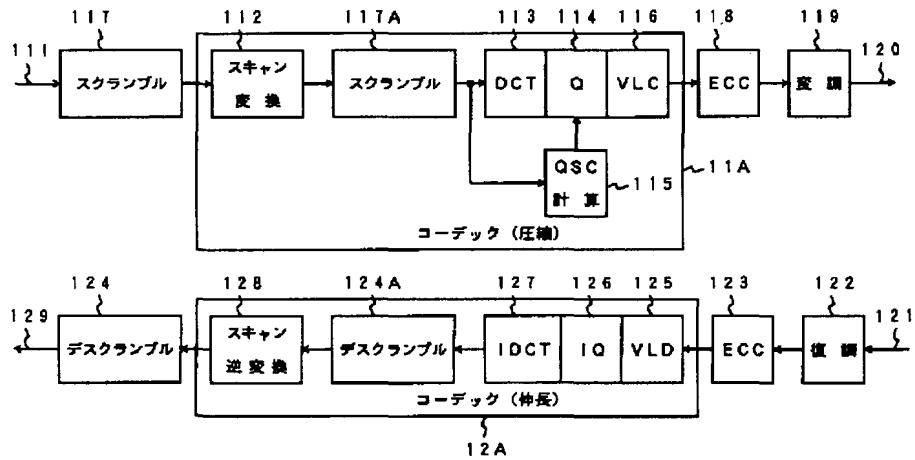 117 112 117A 113 114 116 118 119
111 120
スクランブル スキャン変換 スクランブル DCT Q VLC ECC 変調
QSC計算
115
11A
コーデック（圧縮）
124 128 124A 127 126 125 123 122
129 121
デスクランブル スキャン逆変換 デスクランブル IDCT IQ VLD ECC 復調
コーデック（伸長）
12A